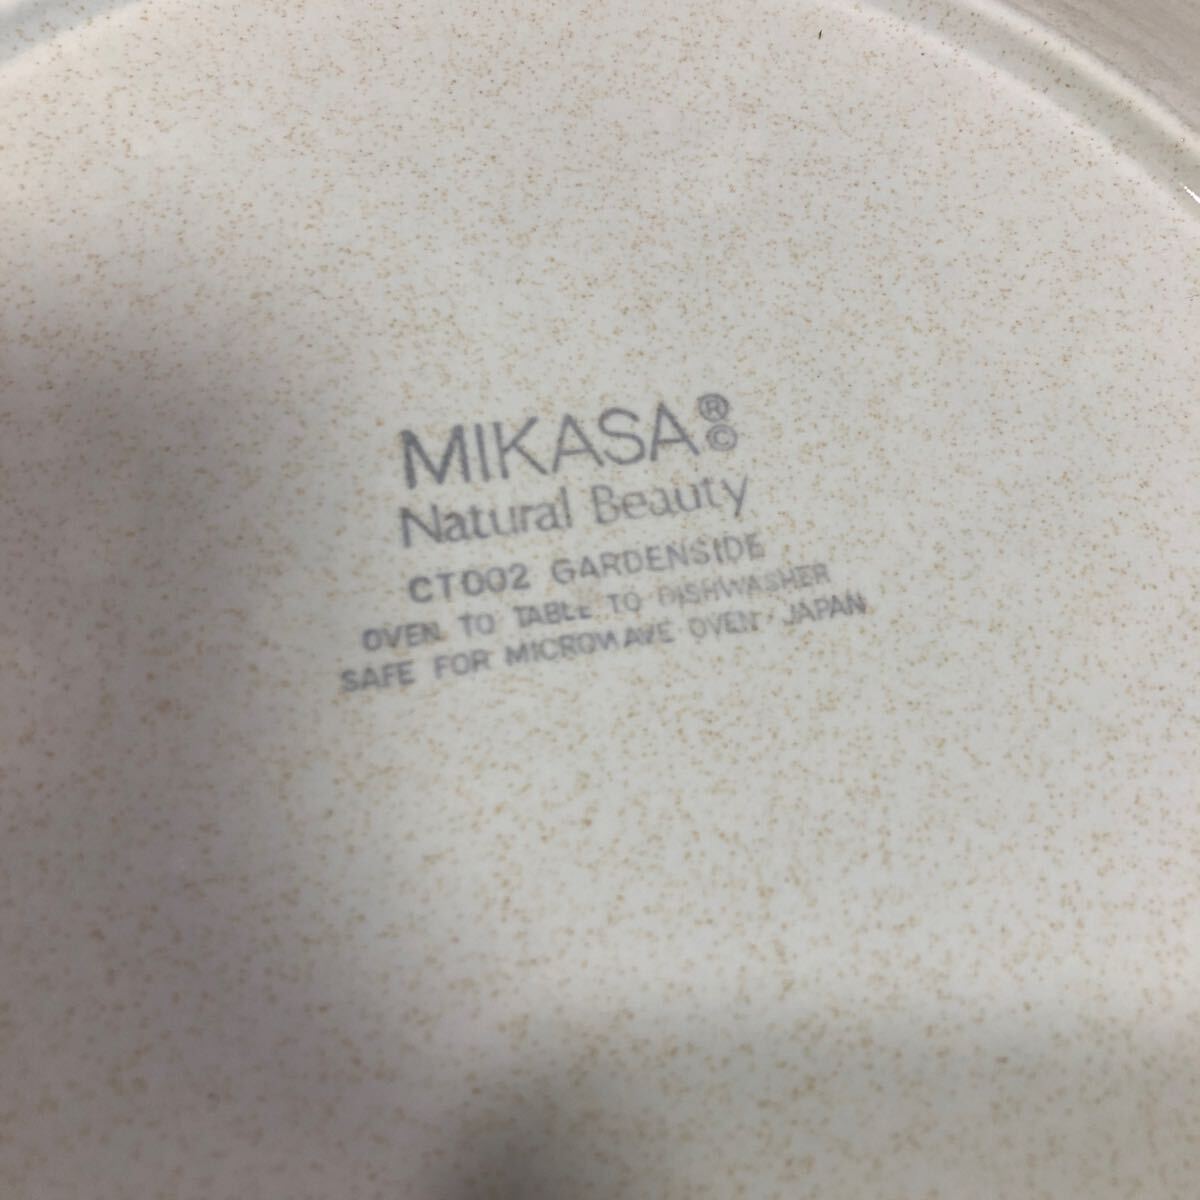 MIKASA®©
Natural Beauty
CT002 GARDENSIDE
OVEN TO TABLE TO DISHWASHER
SAFE FOR MICROWAVE OVEN·JAPAN